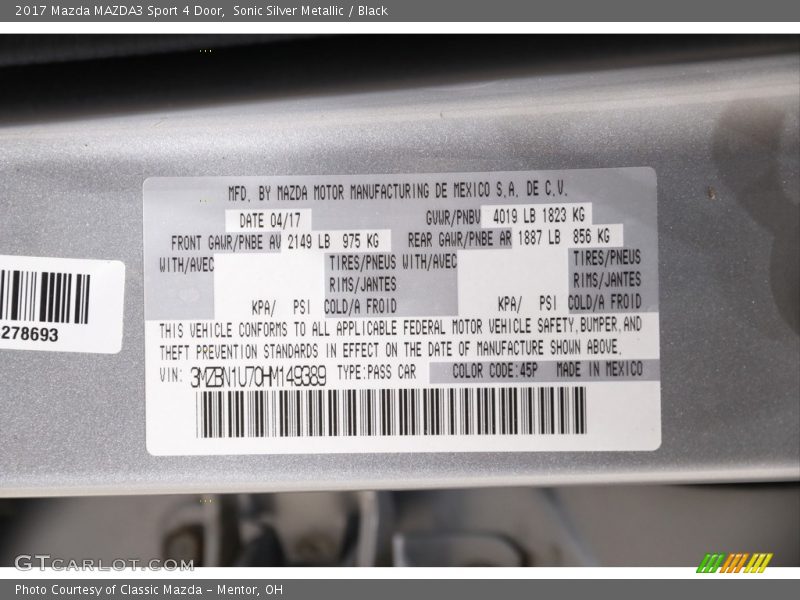 2017 Mazda MAZDA3 Sport 4 Door,  Sonic Silver Metallic / Black
MFD. BY MAZDA MOTOR MANUFACTURING DE MEXICO S.A. DE C.V.
DATE 04/17 GVWR/PNBV 4019 LB 1823 KG
FRONT GAWR/PNBE AV 2149 LB 975 KG REAR GAWR/PNBE AR 1887 LB 856 KG
WITH/AVEC TIRES/PNEUS WITH/AVEC TIRES/PNEUS
RIMS/JANTES RIMS/JANTES
KPA/ PSI COLD/A FROID KPA/ PSI COLD/A FROID
THIS VEHICLE CONFORMS TO ALL APPLICABLE FEDERAL MOTOR VEHICLE SAFETY,BUMPER,AND
THEFT PREVENTION STANDARDS IN EFFECT ON THE DATE OF MANUFACTURE SHOWN ABOVE.
VIN: 3MZBN1U70HM149389 TYPE:PASS CAR COLOR CODE:45P MADE IN MEXICO
278693
GTCARLOT.COM
Photo Courtesy of Classic Mazda - Mentor, OH